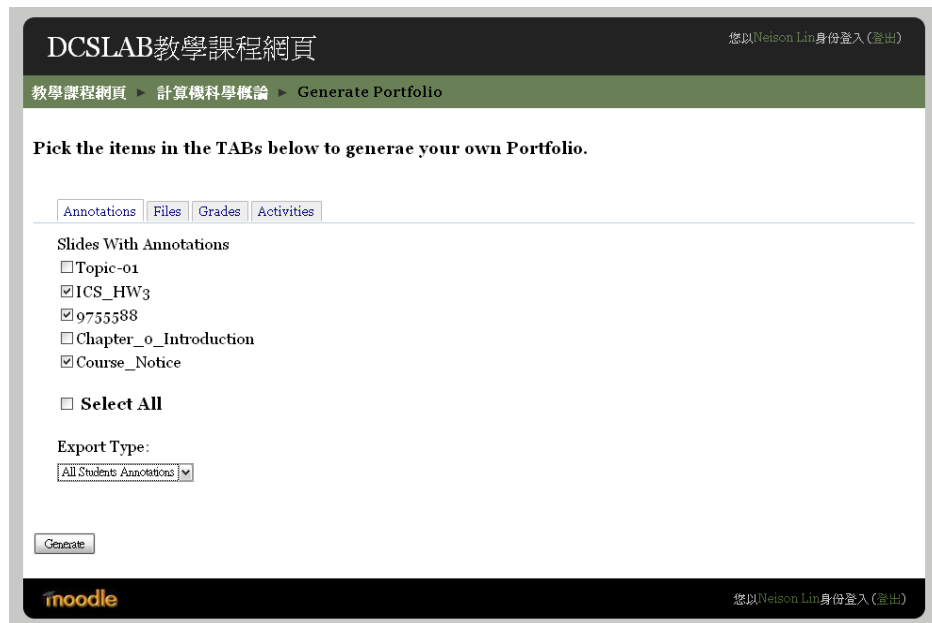 DCSLAB教學課程網頁
您以Neison Lin身份登入(登出)
教學課程網頁 ► 計算機科學概論 ► Generate Portfolio
Pick the items in the TABs below to generae your own Portfolio.
Annotations Files Grades Activities
Slides With Annotations
Topic-01
ICS_HW3
9755588
Chapter_0_Introduction
Course_Notice
Select All
Export Type:
All Students Annotations
Generate
moodle
您以Neison Lin身份登入(登出)